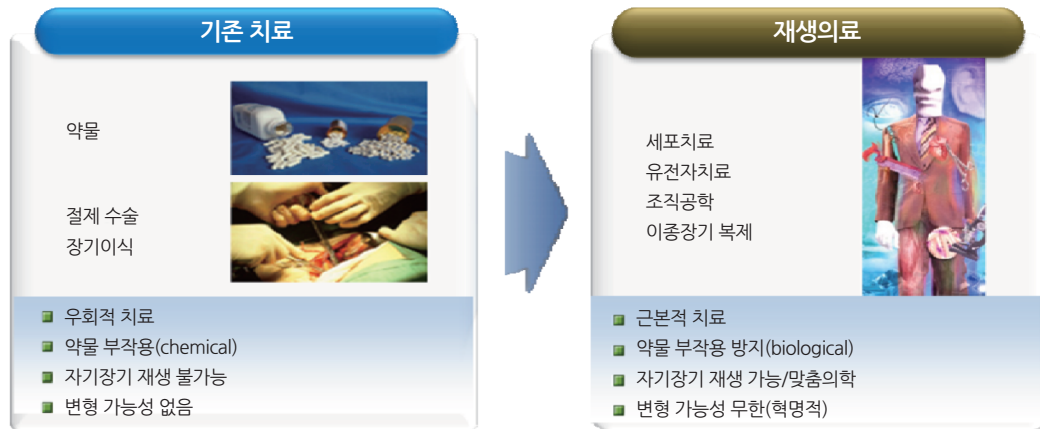 기존 치료
약물
절제 수술
장기이식
우회적 치료
약물 부작용(chemical)
자기장기 재생 불가능
변형 가능성 없음
재생의료
세포치료
유전자치료
조직공학
이종장기 복제
근본적 치료
약물 부작용 방지(biological)
자기장기 재생 가능/맞춤의학
변형 가능성 무한(혁명적)